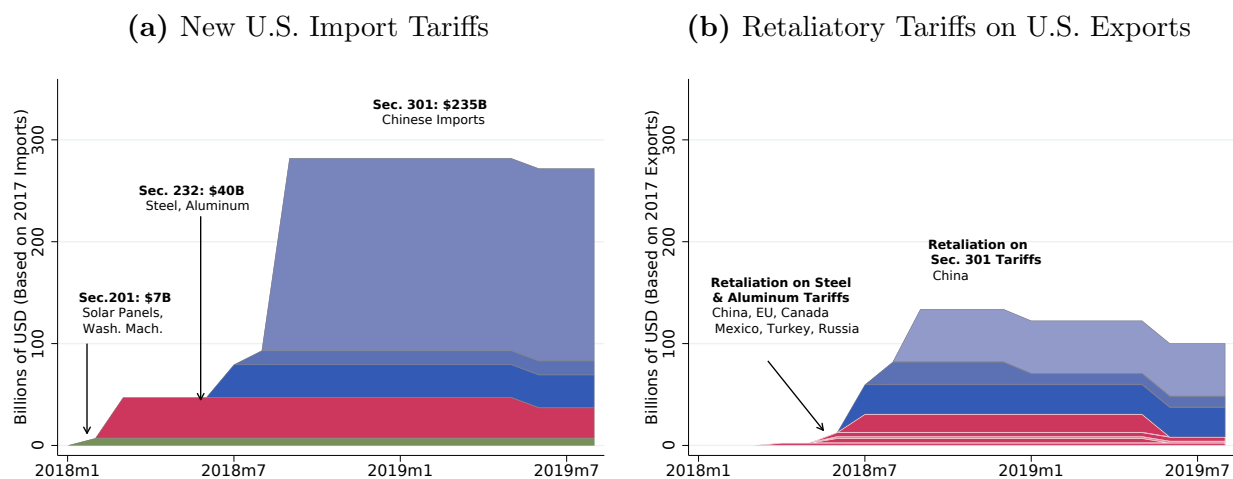 (a) New U.S. Import Tariffs
Billions of USD (Based on 2017 Imports)
300
200
100
0
Sec. 301: $235B
Chinese Imports
Sec. 232: $40B
Steel, Aluminum
Sec.201: $7B
Solar Panels,
Wash. Mach.
2018m1
2018m7
2019m1
2019m7
(b) Retaliatory Tariffs on U.S. Exports
Billions of USD (Based on 2017 Exports)
300
200
100
0
Retaliation on
Sec. 301 Tariffs
China
Retaliation on Steel
& Aluminum Tariffs
China, EU, Canada
Mexico, Turkey, Russia
2018m1
2018m7
2019m1
2019m7